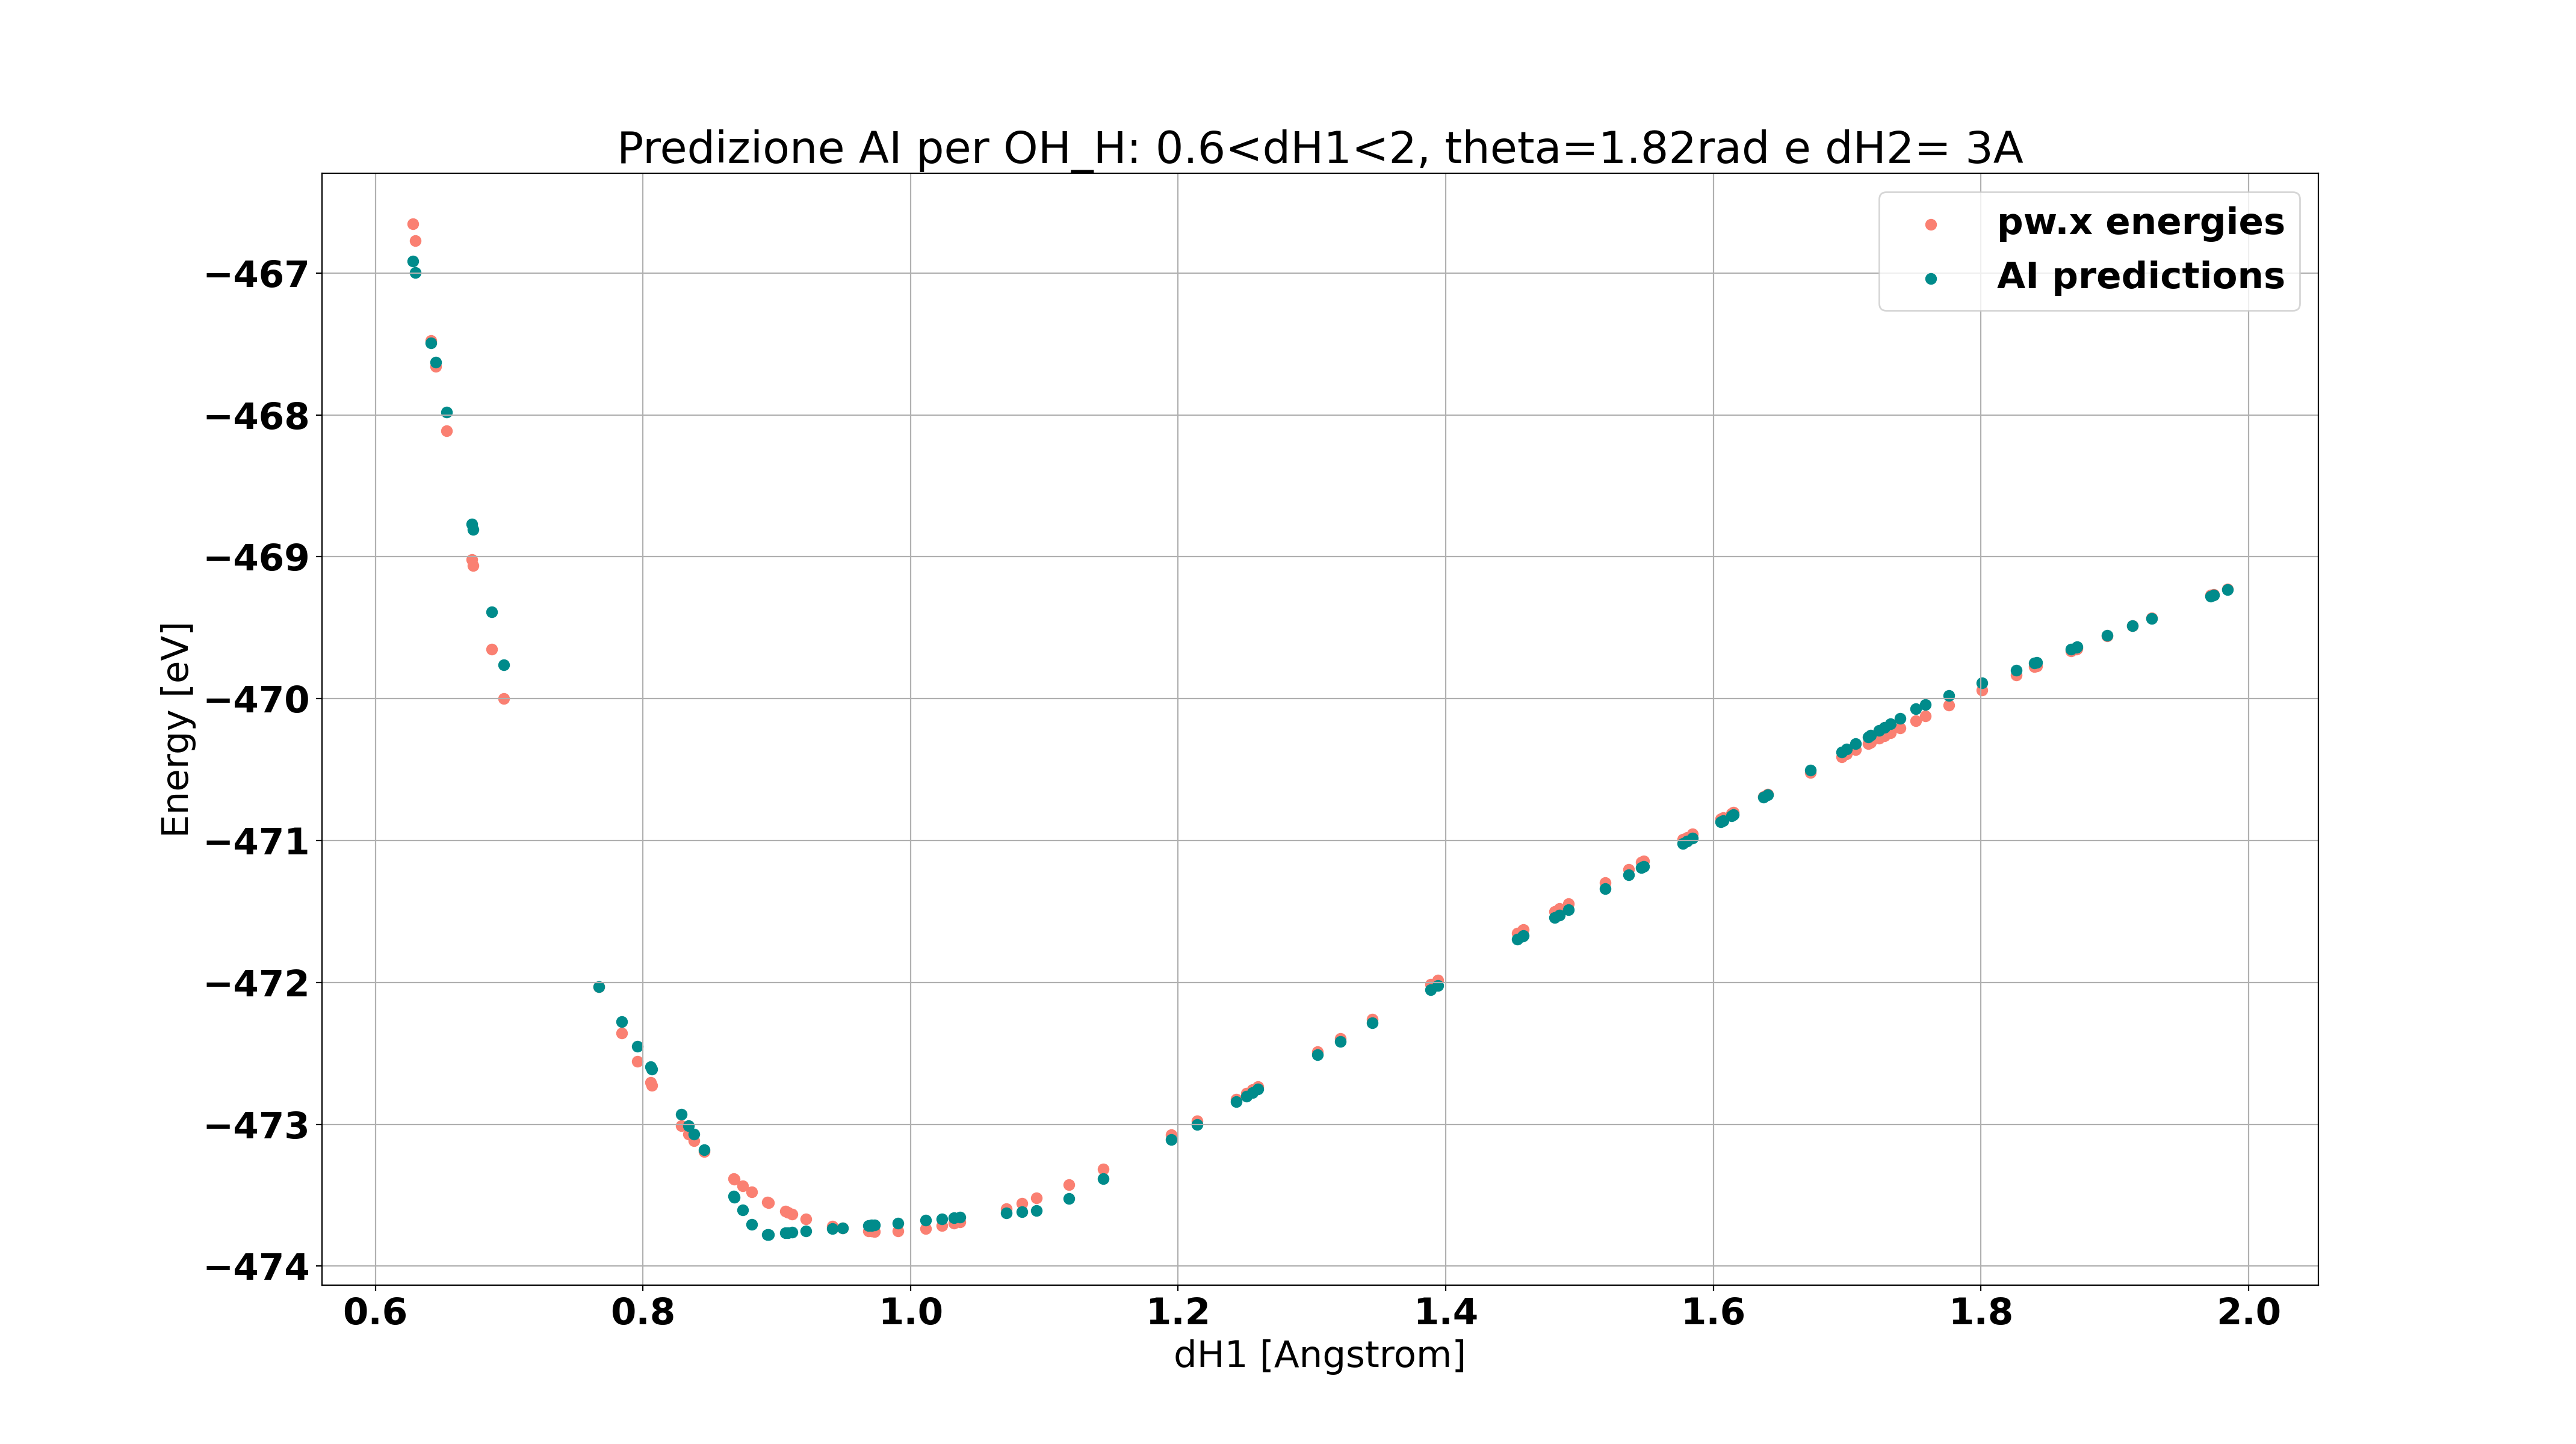 Predizione AI per OH_H: 0.6<dH1<2, theta=1.82rad e dH2= 3A
pw.x energies
AI predictions
−467
−468
−469
−470
−471
−472
−473
−474
Energy [eV]
0.6 0.8 1.0 1.2 1.4 1.6 1.8 2.0
dH1 [Angstrom]